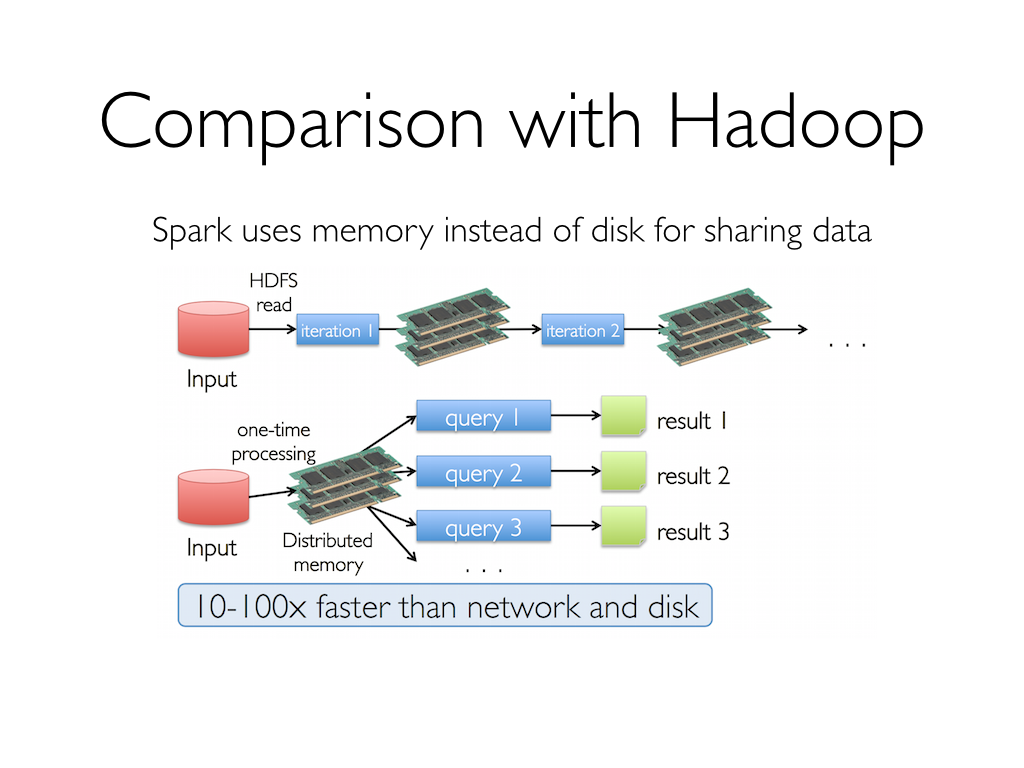 Comparison with Hadoop
Spark uses memory instead of disk for sharing data
HDFS
read
iteration 1
iteration 2
. . .
Input
one-time
processing
query 1
result 1
query 2
result 2
query 3
result 3
Input
Distributed
memory
. . .
10-100x faster than network and disk